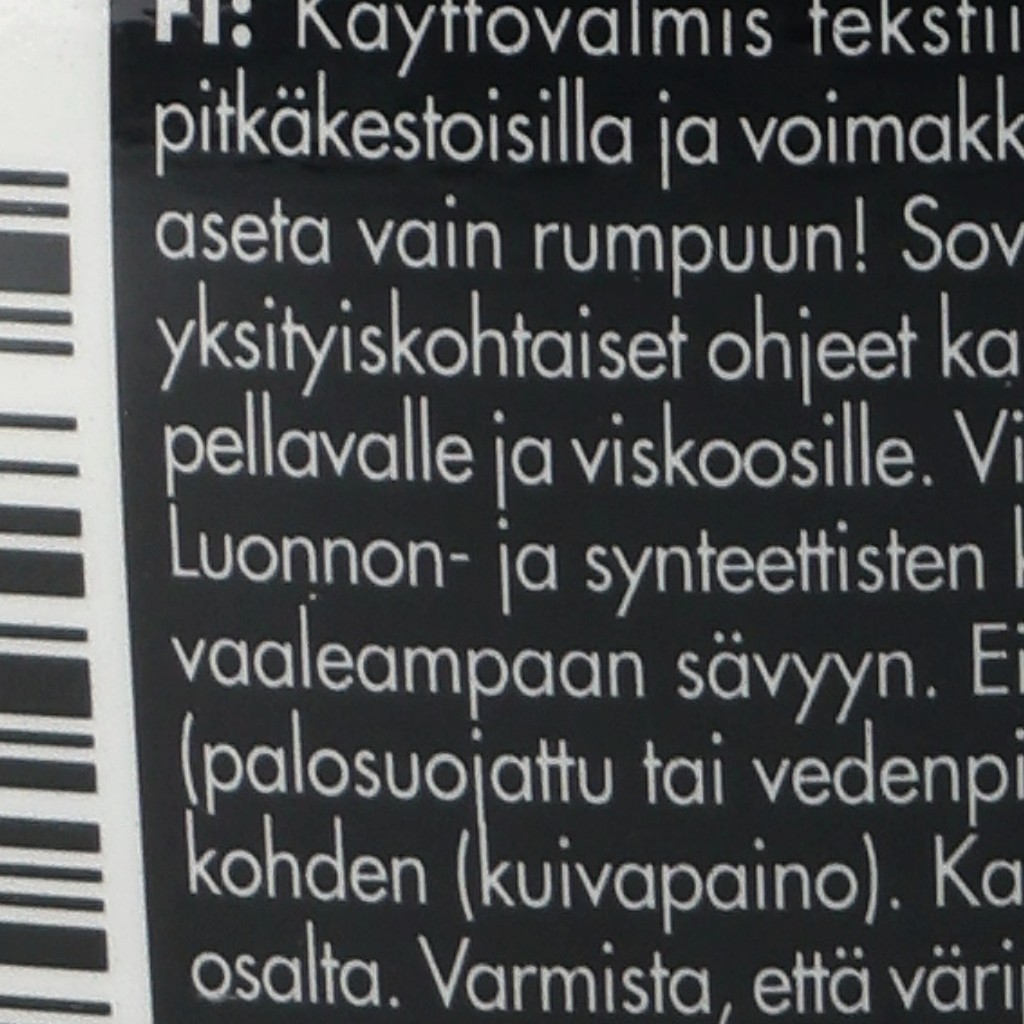 FI: Käyttövalmis tekstii
pitkäkestoisilla ja voimakk
aseta vain rumpuun! Sov
yksityiskohtaiset ohjeet ka
pellavalle ja viskoosille. Vi
Luonnon- ja synteettisten
vaaleampaan sävyyn. Ei
(palosuojattu tai vedenpi
kohden (kuivapaino). Ka
osalta. Varmista, että väri